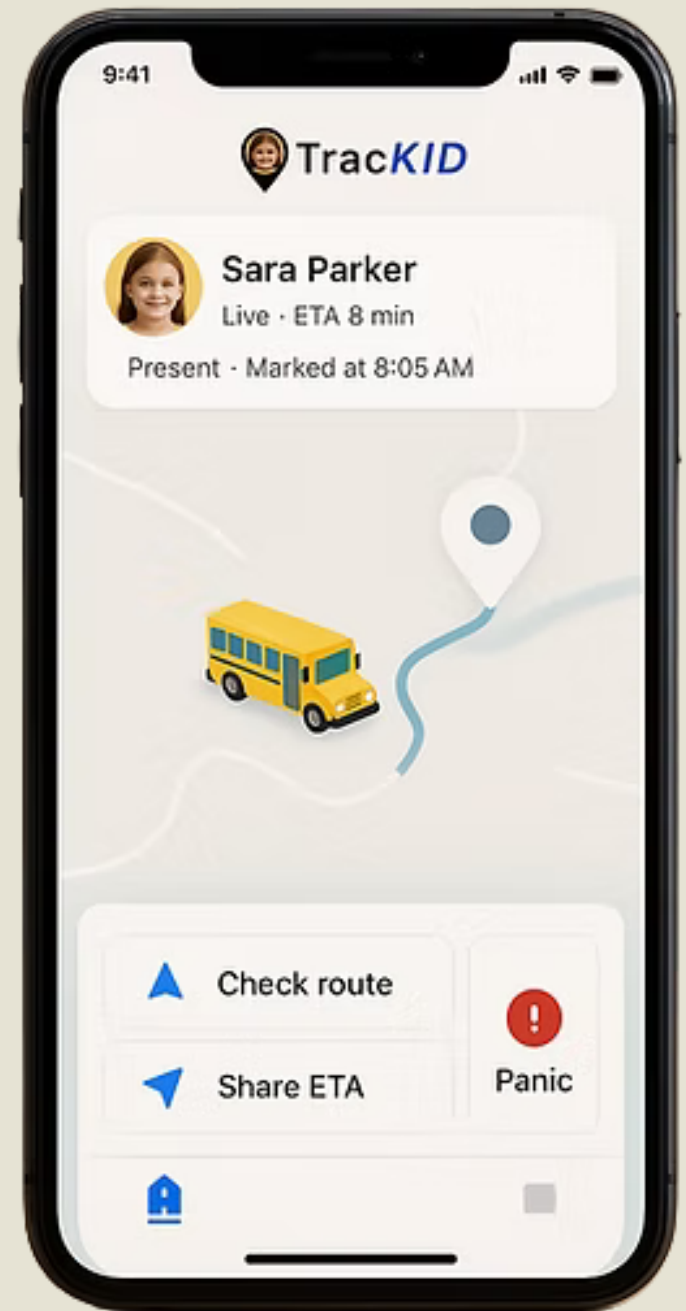 9:41
TracKID
Sara Parker
Live · ETA 8 min
Present · Marked at 8:05 AM
Check route
Share ETA
Panic